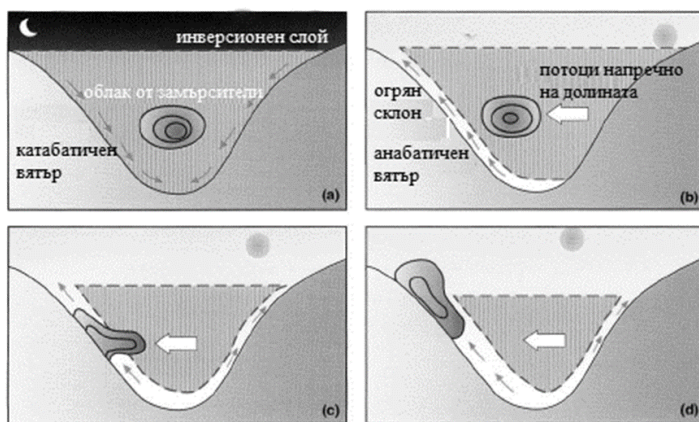 инверсионен слой
облак от замърсители
катабатичен
вятър
(a)
потоци напречно
на долината
огрян
склон
анабатичен
вятър
(b)
(c)
(d)